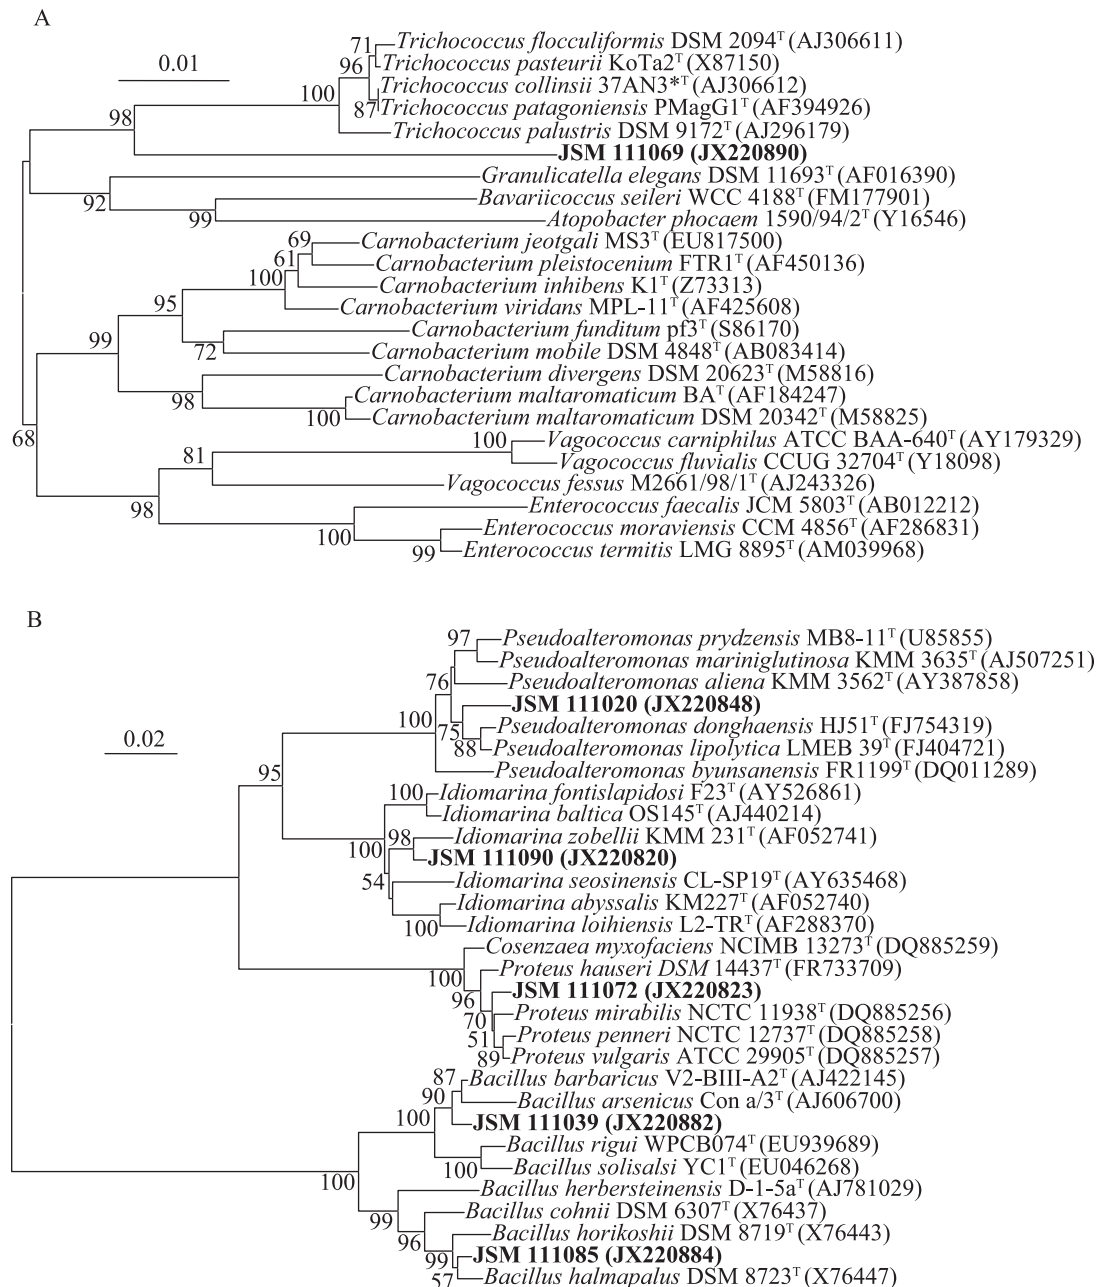 A
0.01
71
Trichococcus flocculiformis DSM 2094ᵀ (AJ306611)
96
Trichococcus pasteurii KoTa2ᵀ (X87150)
Trichococcus collinsii 37AN3*ᵀ (AJ306612)
100
87
Trichococcus patagoniensis PMagG1ᵀ (AF394926)
98
Trichococcus palustris DSM 9172ᵀ (AJ296179)
JSM 111069 (JX220890)
Granulicatella elegans DSM 11693ᵀ (AF016390)
92
Bavariicoccus seileri WCC 4188ᵀ (FM177901)
99
Atopobacter phocaem 1590/94/2ᵀ (Y16546)
69
Carnobacterium jeotgali MS3ᵀ (EU817500)
61
Carnobacterium pleistocenium FTR1ᵀ (AF450136)
100
Carnobacterium inhibens K1ᵀ (Z73313)
95
Carnobacterium viridans MPL-11ᵀ (AF425608)
Carnobacterium funditum pf3ᵀ (S86170)
99
72
Carnobacterium mobile DSM 4848ᵀ (AB083414)
Carnobacterium divergens DSM 20623ᵀ (M58816)
98
Carnobacterium maltaromaticum BAᵀ (AF184247)
100
Carnobacterium maltaromaticum DSM 20342ᵀ (M58825)
68
100
Vagococcus carniphilus ATCC BAA-640ᵀ (AY179329)
81
Vagococcus fluvialis CCUG 32704ᵀ (Y18098)
Vagococcus fessus M2661/98/1ᵀ (AJ243326)
98
Enterococcus faecalis JCM 5803ᵀ (AB012212)
100
Enterococcus moraviensis CCM 4856ᵀ (AF286831)
99
Enterococcus termitis LMG 8895ᵀ (AM039968)
B
0.02
97
Pseudoalteromonas prydzensis MB8-11ᵀ (U85855)
Pseudoalteromonas mariniglutinosa KMM 3635ᵀ (AJ507251)
76
Pseudoalteromonas aliena KMM 3562ᵀ (AY387858)
JSM 111020 (JX220848)
100
75
Pseudoalteromonas donghaensis HJ51ᵀ (FJ754319)
88
Pseudoalteromonas lipolytica LMEB 39ᵀ (FJ404721)
95
Pseudoalteromonas byunsanensis FR1199ᵀ (DQ011289)
100
Idiomarina fontislapidosi F23ᵀ (AY526861)
Idiomarina baltica OS145ᵀ (AJ440214)
98
Idiomarina zobellii KMM 231ᵀ (AF052741)
100
JSM 111090 (JX220820)
54
Idiomarina seosinensis CL-SP19ᵀ (AY635468)
Idiomarina abyssalis KM227ᵀ (AF052740)
100
Idiomarina loihiensis L2-TRᵀ (AF288370)
Cosenzaea myxofaciens NCIMB 13273ᵀ (DQ885259)
100
Proteus hauseri DSM 14437ᵀ (FR733709)
96
JSM 111072 (JX220823)
70
Proteus mirabilis NCTC 11938ᵀ (DQ885256)
51
Proteus penneri NCTC 12737ᵀ (DQ885258)
89
Proteus vulgaris ATCC 29905ᵀ (DQ885257)
87
Bacillus barbaricus V2-BIII-A2ᵀ (AJ422145)
90
Bacillus arsenicus Con a/3ᵀ (AJ606700)
100
JSM 111039 (JX220882)
Bacillus rigui WPCB074ᵀ (EU939689)
100
Bacillus solisalsi YC1ᵀ (EU046268)
100
Bacillus herbersteinensis D-1-5aᵀ (AJ781029)
99
Bacillus cohnii DSM 6307ᵀ (X76437)
96
Bacillus horikoshii DSM 8719ᵀ (X76443)
99
JSM 111085 (JX220884)
57
Bacillus halmapalus DSM 8723ᵀ (X76447)